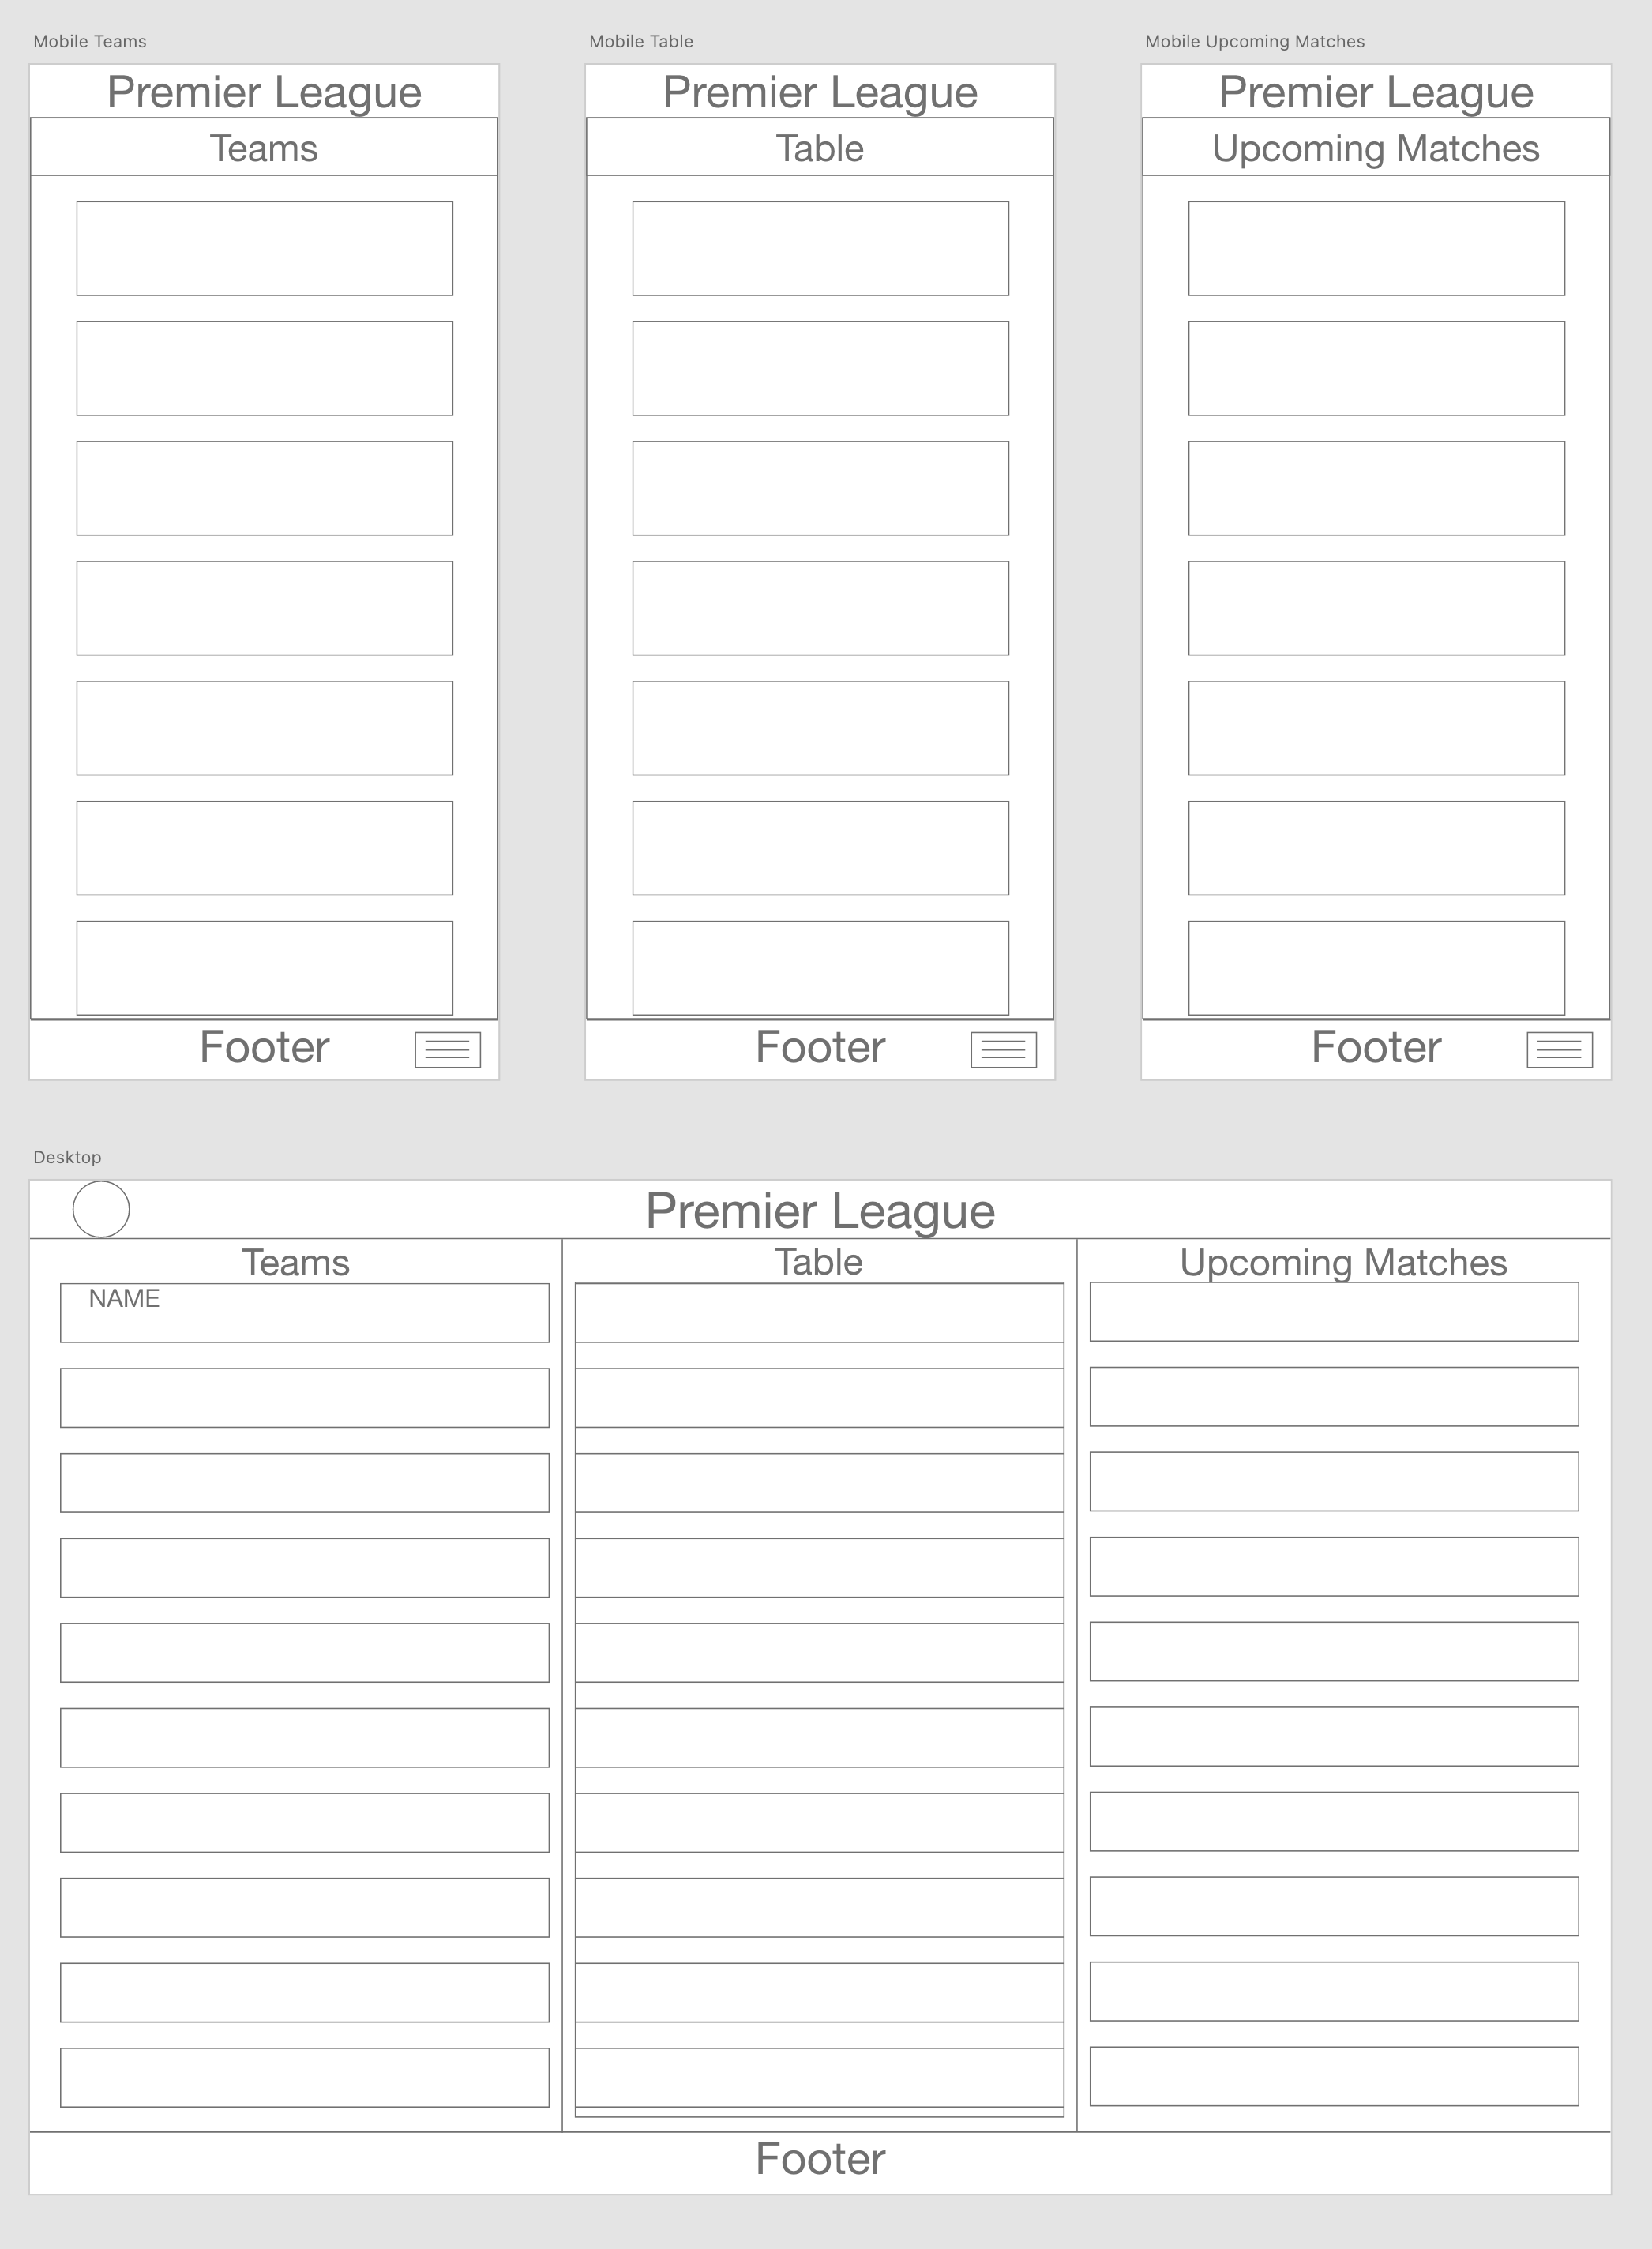 Mobile Teams
Premier League
Teams
Footer
Mobile Table
Premier League
Table
Footer
Mobile Upcoming Matches
Premier League
Upcoming Matches
Footer
Desktop
Premier League
Teams
NAME
Table
Upcoming Matches
Footer